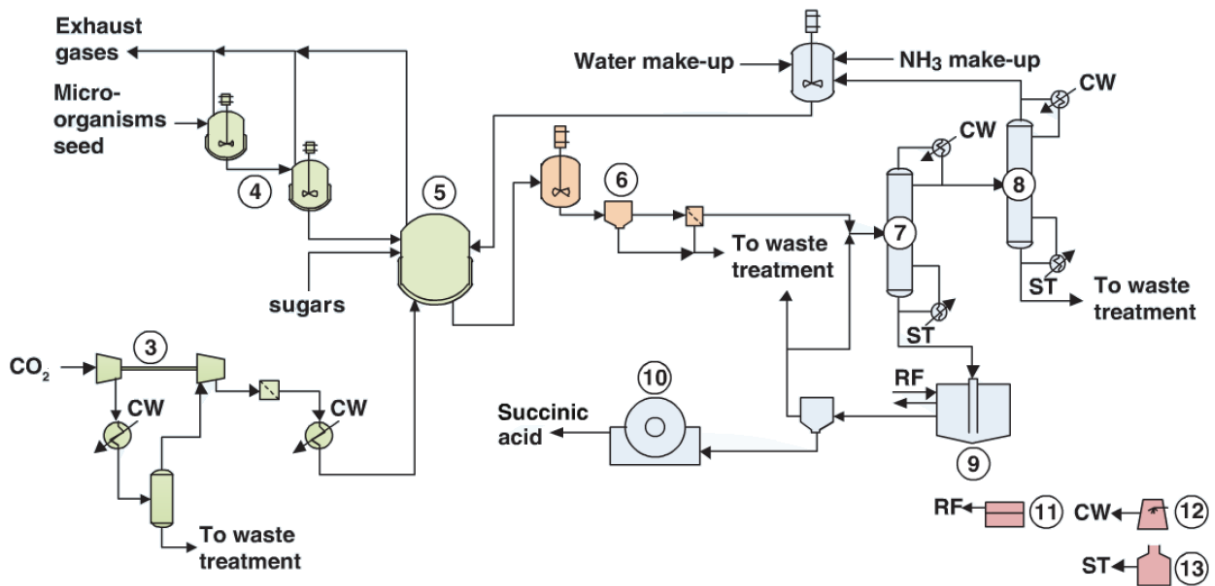 Exhaust
gases
Micro-
organisms
seed
4
5
sugars
3
CO₂
CW
CW
To waste
treatment
Water make-up
NH₃ make-up
CW
CW
6
7
8
To waste
treatment
ST
ST
To waste
treatment
10
Succinic
acid
RF
9
RF
11
CW
12
ST
13